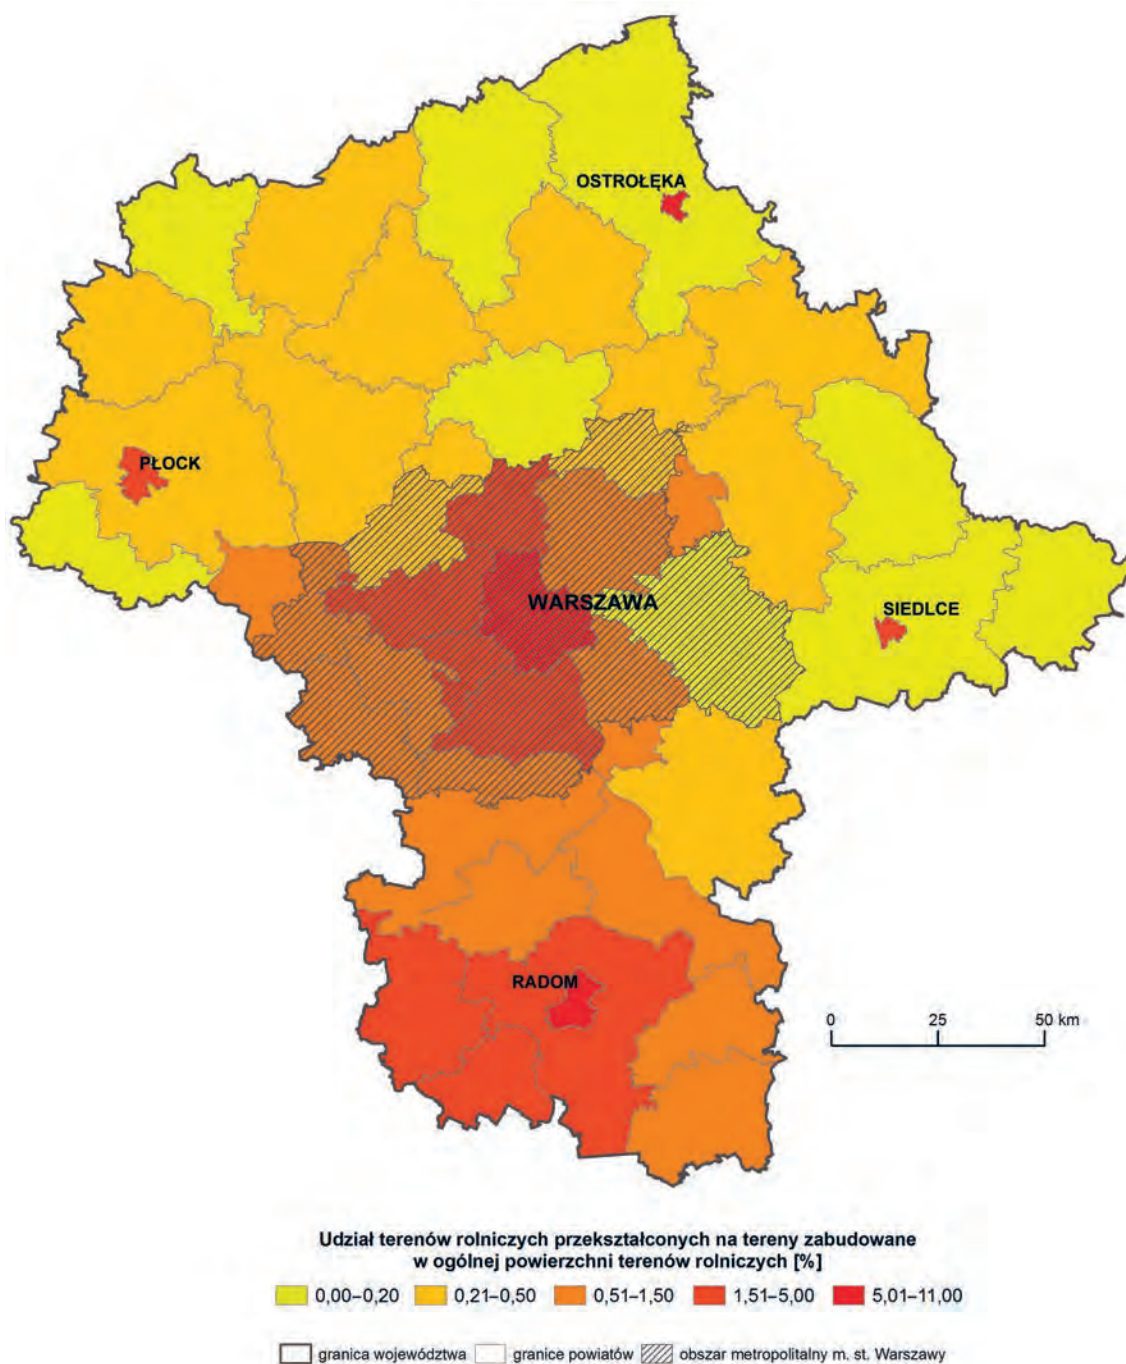 OSTROŁĘKA
PŁOCK
WARSZAWA
SIEDLCE
RADOM
0 25 50 km
Udział terenów rolniczych przekształconych na tereny zabudowane
w ogólnej powierzchni terenów rolniczych [%]
0,00–0,20 0,21–0,50 0,51–1,50 1,51–5,00 5,01–11,00
granica województwa granice powiatów obszar metropolitalny m. st. Warszawy